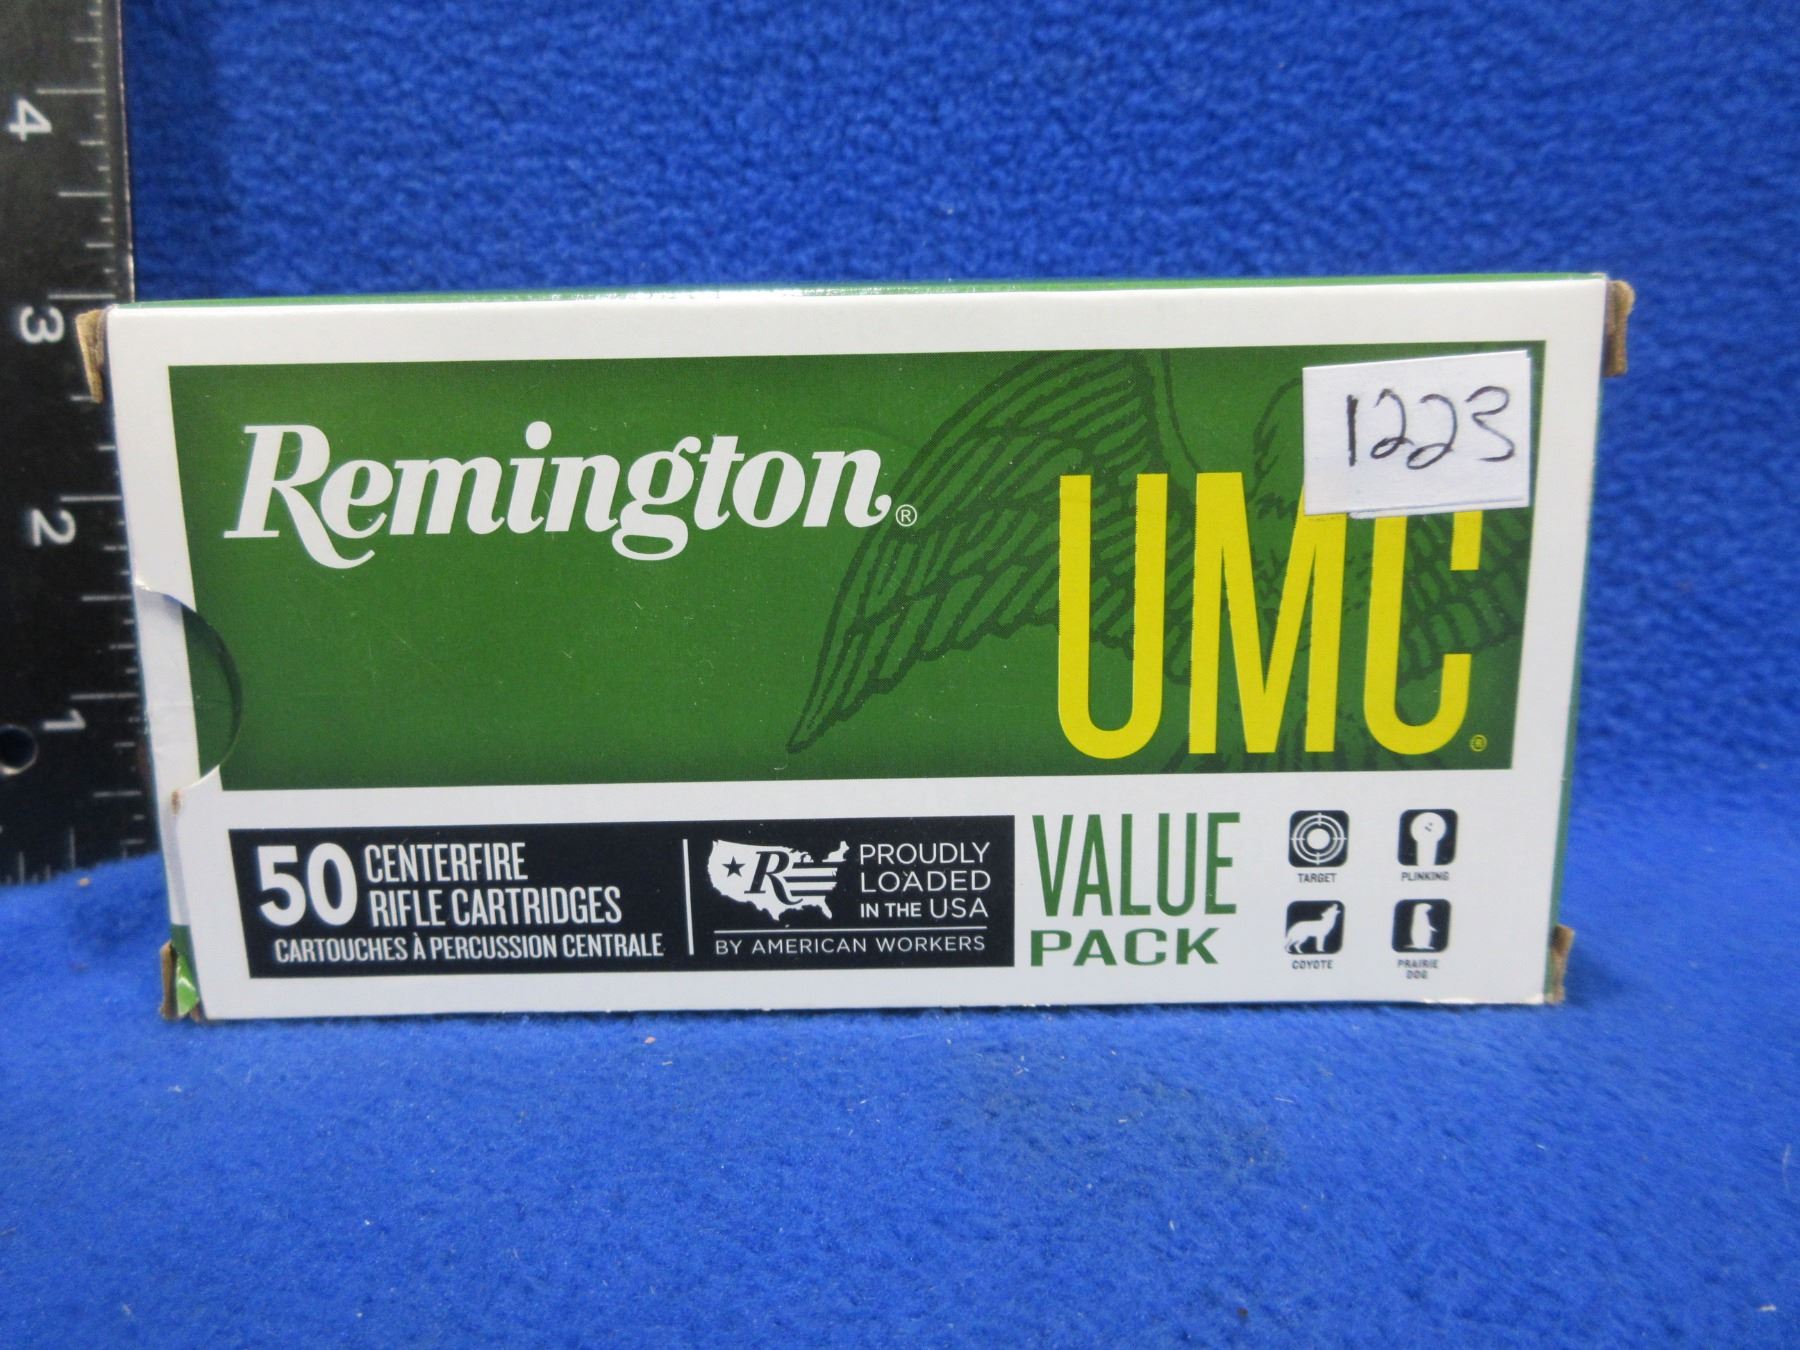 4
3
2
1
1223
Remington®
UMC®
50 CENTERFIRE
RIFLE CARTRIDGES
CARTOUCHES À PERCUSSION CENTRALE
R
PROUDLY
LOADED
IN THE USA
BY AMERICAN WORKERS
VALUE
PACK
TARGET
PLINKING
COYOTE
PRAIRIE
DOG